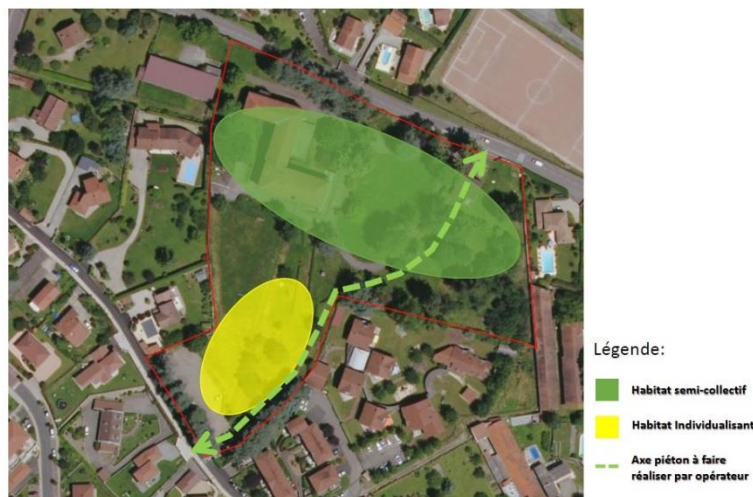 Légende:
Habitat semi-collectif
Habitat Individualisant
Axe piéton à faire
réaliser par opérateur